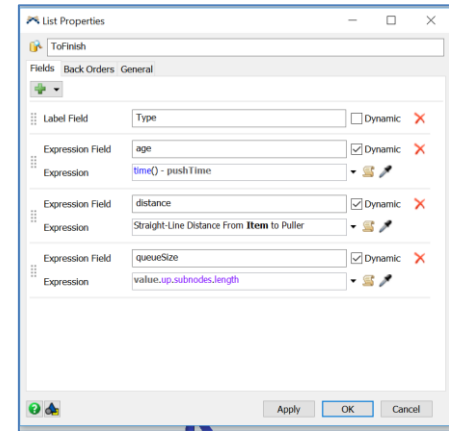 List Properties
ToFinish
Fields Back Orders General
Label Field Type Dynamic
Expression Field age Dynamic
Expression time() - pushTime
Expression Field distance Dynamic
Expression Straight-Line Distance From Item to Puller
Expression Field queueSize Dynamic
Expression value.up.subnodes.length
Apply OK Cancel